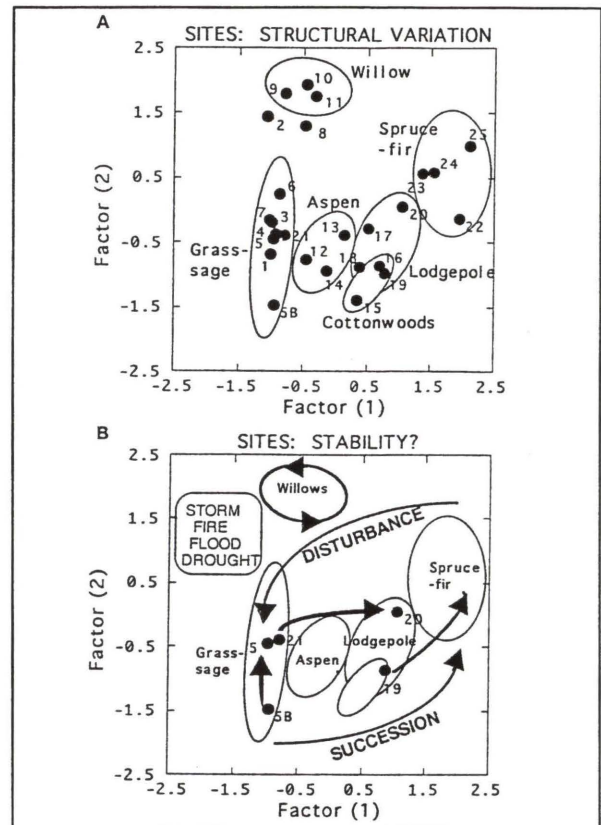 A
SITES: STRUCTURAL VARIATION
2.5
1.5
0.5
-0.5
-1.5
-2.5
Factor (2)
9
10
11
Willow
2
8
Spruce
-fir
25
24
23
22
6
7
3
4
5
21
1
5B
Grass-
sage
Aspen
13
12
14
20
17
18
16
19
15
Lodgepole
Cottonwoods
-2.5 -1.5 -0.5 0.5 1.5 2.5
Factor (1)
B
SITES: STABILITY?
2.5
1.5
0.5
-0.5
-1.5
-2.5
Factor (2)
Willows
STORM
FIRE
FLOOD
DROUGHT
DISTURBANCE
Spruce
-fir
20
5
21
Grass-
sage
Aspen
Lodgepole
19
5B
SUCCESSION
-2.5 -1.5 -0.5 0.5 1.5 2.5
Factor (1)